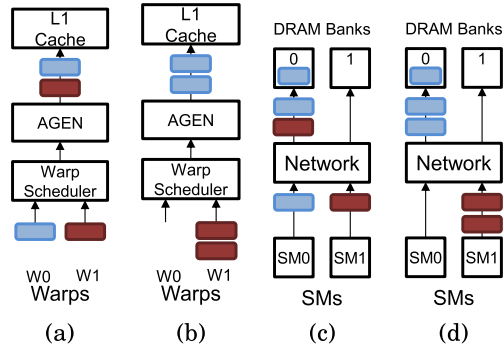 L1
Cache
AGEN
Warp
Scheduler
W0 W1
Warps
(a)
L1
Cache
AGEN
Warp
Scheduler
W0 W1
Warps
(b)
DRAM Banks
0 1
Network
SM0 SM1
SMs
(c)
DRAM Banks
0 1
Network
SM0 SM1
SMs
(d)